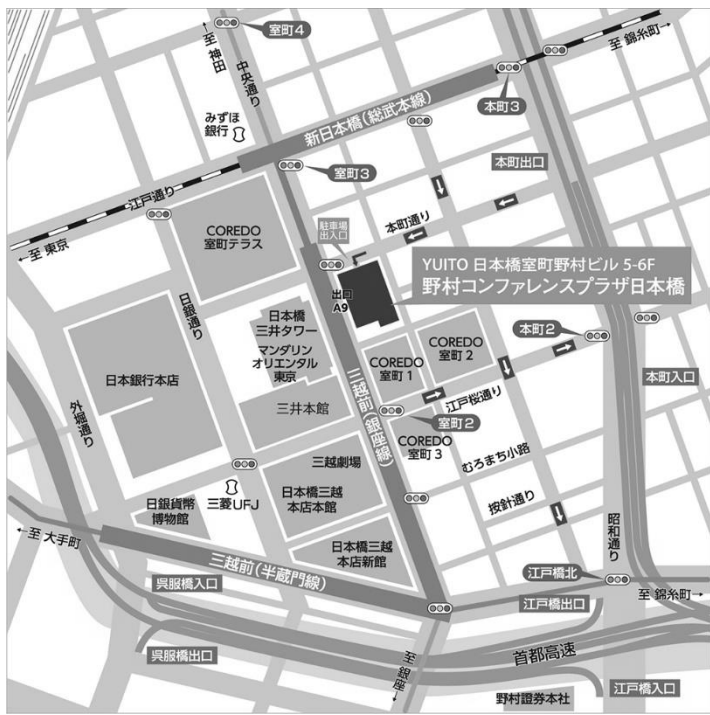 室町4
←至 神田
中央通り
至 錦糸町→
みずほ
銀行
新日本橋(総武本線)
本町3
室町3
本町出口
江戸通り
←至 東京
COREDO
室町テラス
駐車場
出入口
本町通り
出口
A9
YUITO 日本橋室町野村ビル 5-6F
野村コンファレンスプラザ日本橋
日銀通り
日本橋
三井タワー
マンダリン
オリエンタル
東京
本町2
COREDO
室町 1
COREDO
室町 2
日本銀行本店
外堀通り
三井本館
三越前(銀座線)
江戸桜通り
室町2
本町入口
COREDO
室町 3
三越劇場
日本橋三越
本店本館
むろまち小路
按針通り
日銀貨幣
博物館
三菱UFJ
←至 大手町
三越前(半蔵門線)
日本橋三越
本店新館
昭和通り
江戸橋北
呉服橋入口
江戸橋出口
至 錦糸町→
呉服橋出口
←至 銀座
首都高速
野村證券本社
江戸橋入口